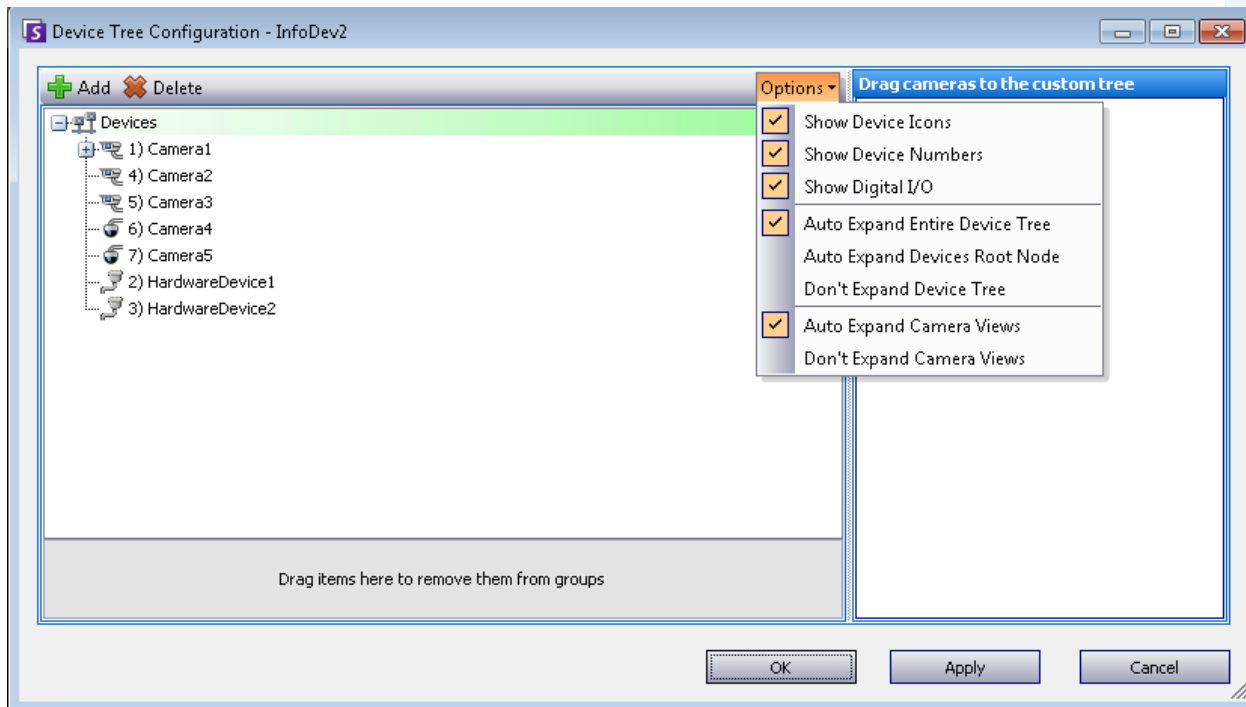 S Device Tree Configuration - InfoDev2
Add Delete
Options
Drag cameras to the custom tree
Devices
1) Camera1
4) Camera2
5) Camera3
6) Camera4
7) Camera5
2) HardwareDevice1
3) HardwareDevice2
Show Device Icons
Show Device Numbers
Show Digital I/O
Auto Expand Entire Device Tree
Auto Expand Devices Root Node
Don't Expand Device Tree
Auto Expand Camera Views
Don't Expand Camera Views
Drag items here to remove them from groups
OK Apply Cancel